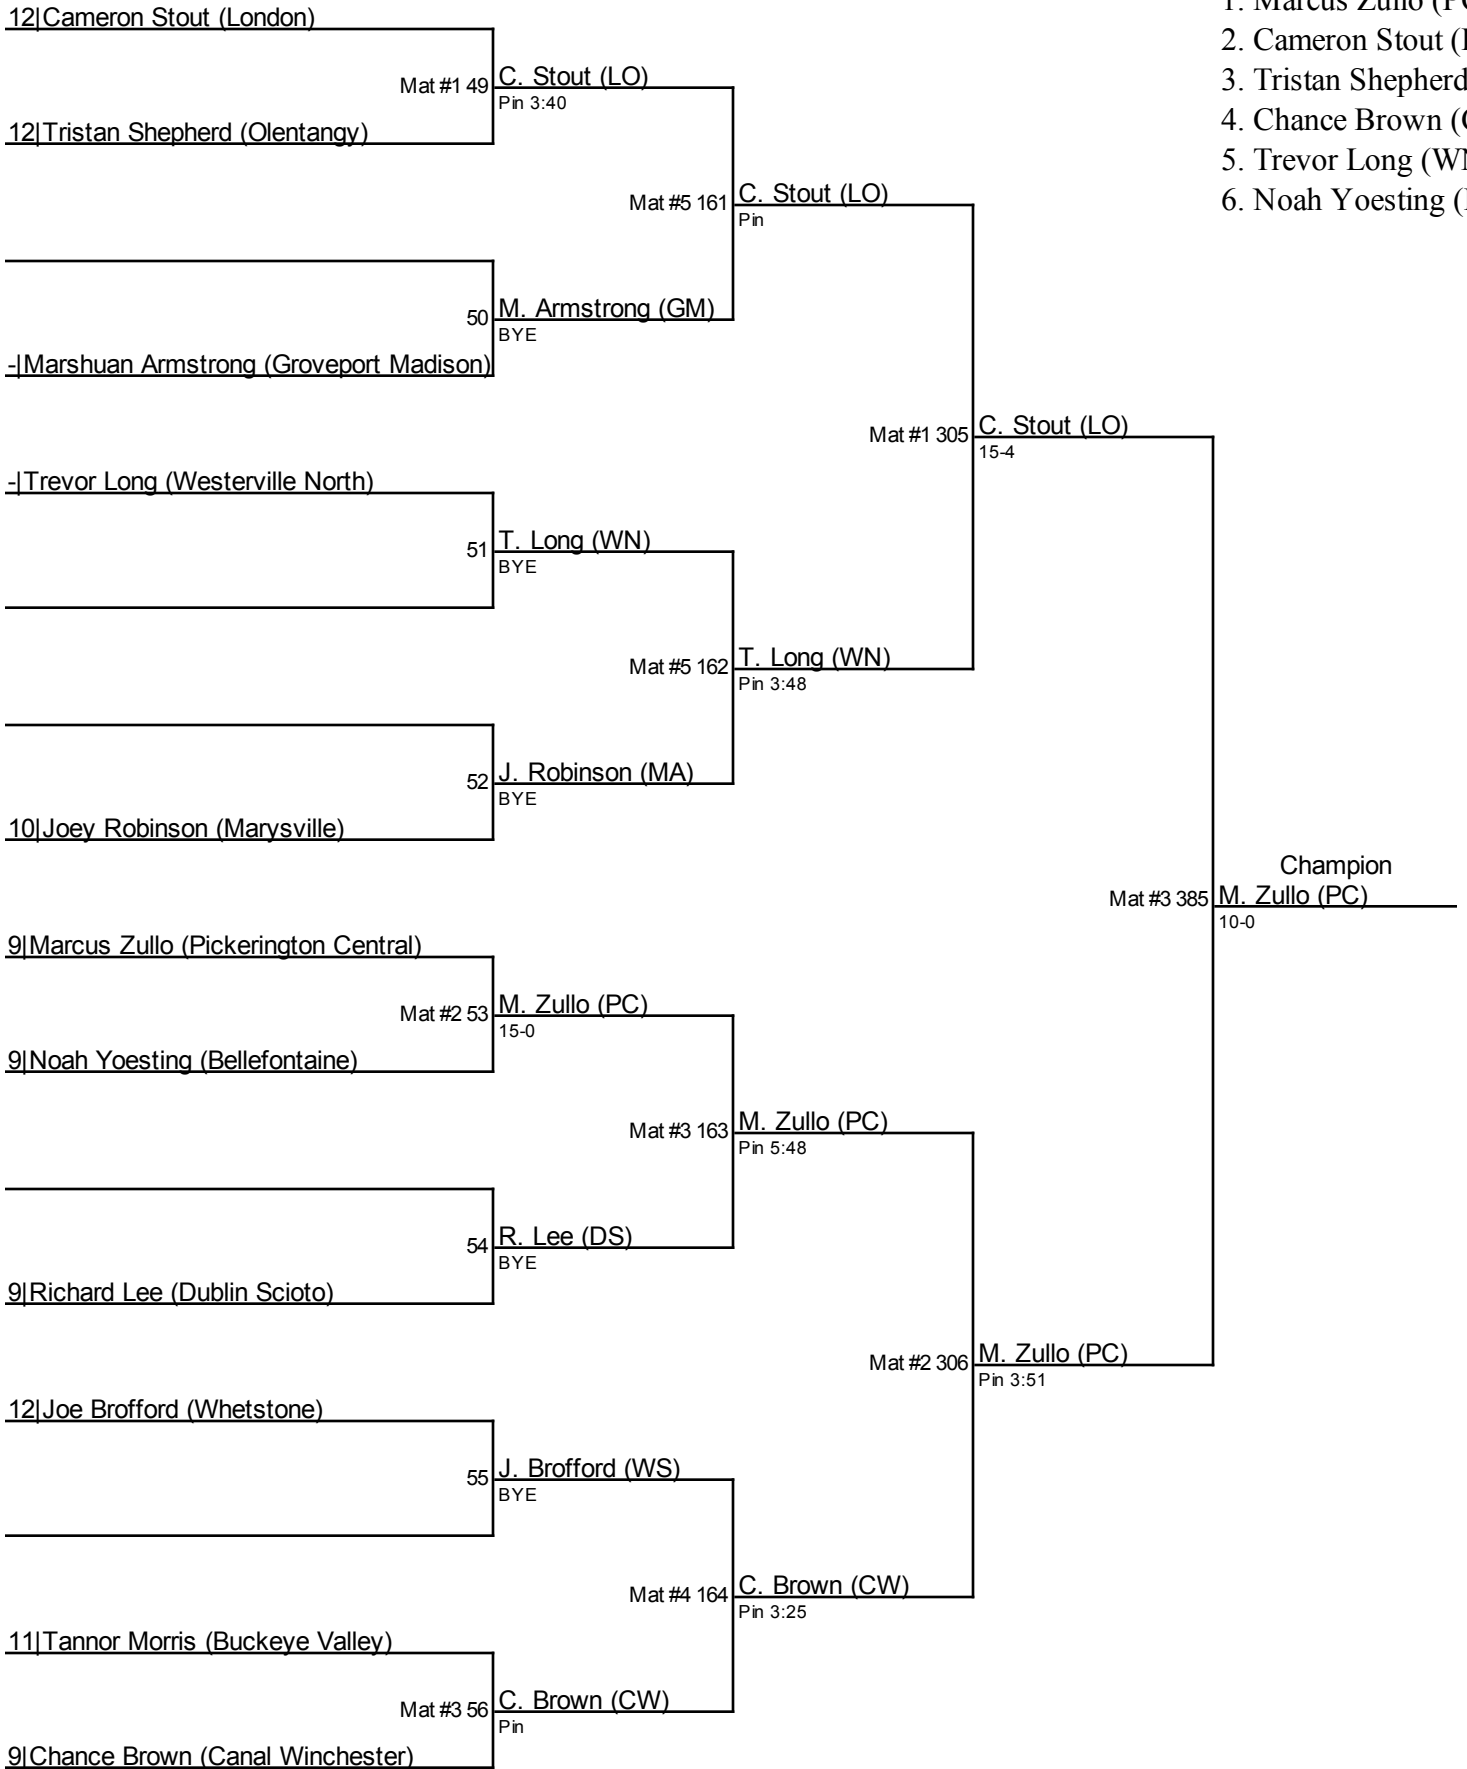 12|Cameron Stout (London)
Mat #1 49
C. Stout (LO)
Pin 3:40
12|Tristan Shepherd (Olentangy)
Mat #5 161
C. Stout (LO)
Pin
50
M. Armstrong (GM)
BYE
-|Marshuan Armstrong (Groveport Madison)
Mat #1 305
C. Stout (LO)
15-4
-|Trevor Long (Westerville North)
51
T. Long (WN)
BYE
Mat #5 162
T. Long (WN)
Pin 3:48
52
J. Robinson (MA)
BYE
10|Joey Robinson (Marysville)
Champion
Mat #3 385
M. Zullo (PC)
10-0
9|Marcus Zullo (Pickerington Central)
Mat #2 53
M. Zullo (PC)
15-0
9|Noah Yoesting (Bellefontaine)
Mat #3 163
M. Zullo (PC)
Pin 5:48
54
R. Lee (DS)
BYE
9|Richard Lee (Dublin Scioto)
Mat #2 306
M. Zullo (PC)
Pin 3:51
12|Joe Brofford (Whetstone)
55
J. Brofford (WS)
BYE
Mat #4 164
C. Brown (CW)
Pin 3:25
11|Tannor Morris (Buckeye Valley)
Mat #3 56
C. Brown (CW)
Pin
9|Chance Brown (Canal Winchester)
1. Marcus Zullo
2. Cameron Stout
3. Tristan Shepherd
4. Chance Brown
5. Trevor Long
6. Noah Yoesting